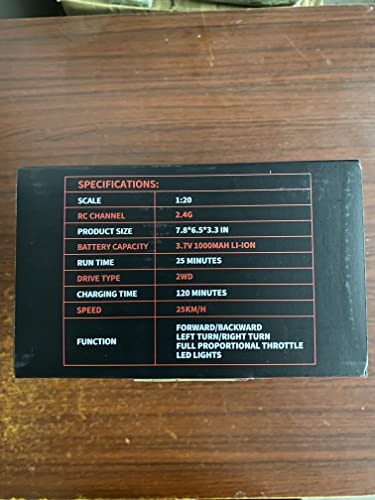 SPECIFICATIONS:
SCALE 1:20
RC CHANNEL 2.4G
PRODUCT SIZE 7.8*6.5*3.3 IN
BATTERY CAPACITY 3.7V 1000MAH LI-ION
RUN TIME 25 MINUTES
DRIVE TYPE 2WD
CHARGING TIME 120 MINUTES
SPEED 25KM/H
FUNCTION FORWARD/BACKWARD
LEFT TURN/RIGHT TURN
FULL PROPORTIONAL THROTTLE
LED LIGHTS